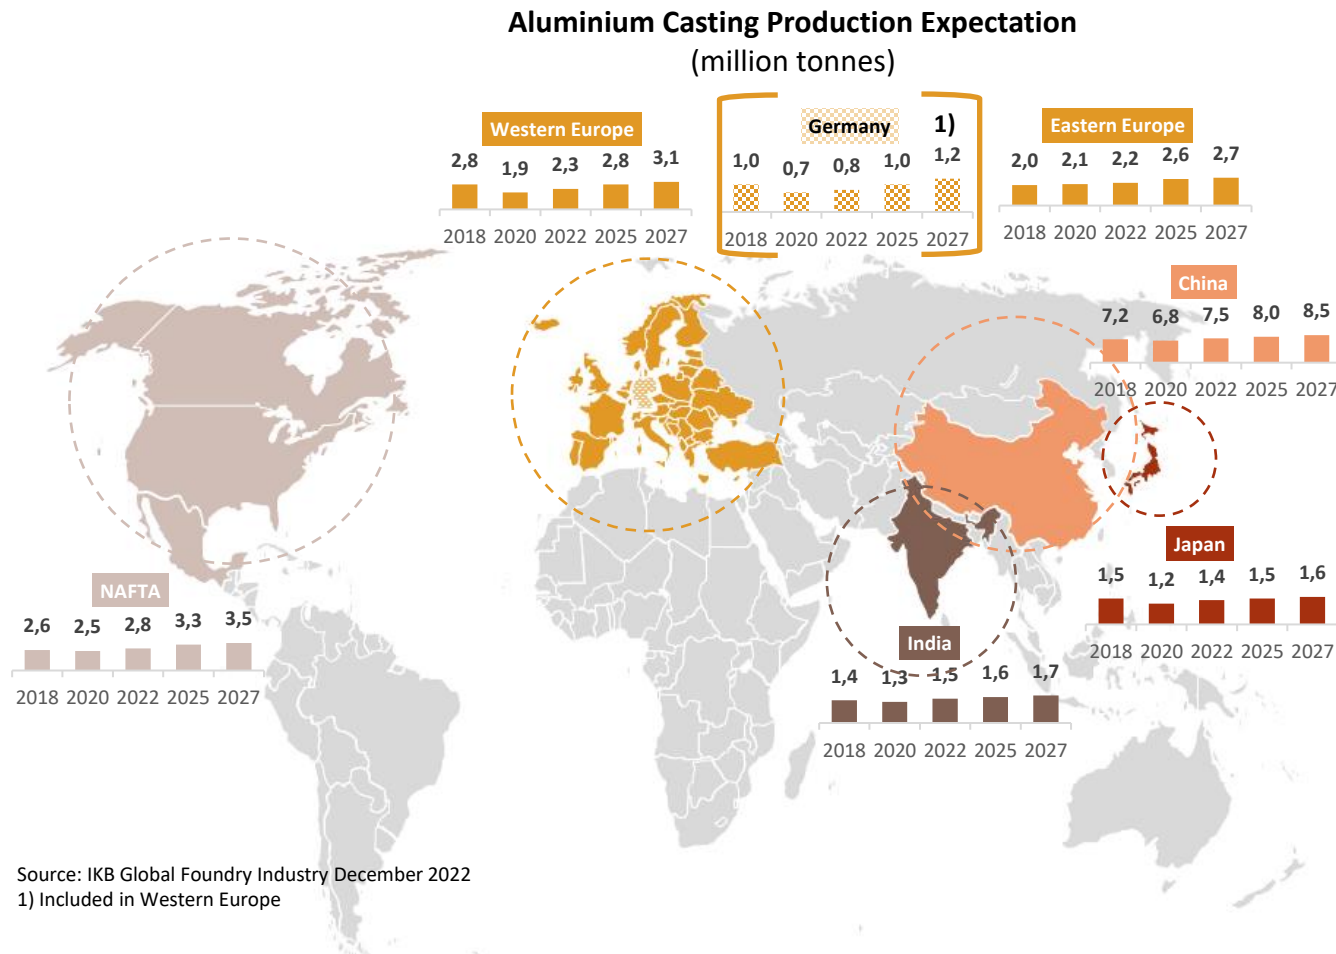 Aluminium Casting Production Expectation
(million tonnes)
Western Europe
2,8 1,9 2,3 2,8 3,1
2018 2020 2022 2025 2027
Germany 1)
1,0 0,7 0,8 1,0 1,2
2018 2020 2022 2025 2027
Eastern Europe
2,0 2,1 2,2 2,6 2,7
2018 2020 2022 2025 2027
China
7,2 6,8 7,5 8,0 8,5
2018 2020 2022 2025 2027
Japan
1,5 1,2 1,4 1,5 1,6
2018 2020 2022 2025 2027
NAFTA
2,6 2,5 2,8 3,3 3,5
2018 2020 2022 2025 2027
India
1,4 1,3 1,5 1,6 1,7
2018 2020 2022 2025 2027
Source: IKB Global Foundry Industry December 2022
1) Included in Western Europe